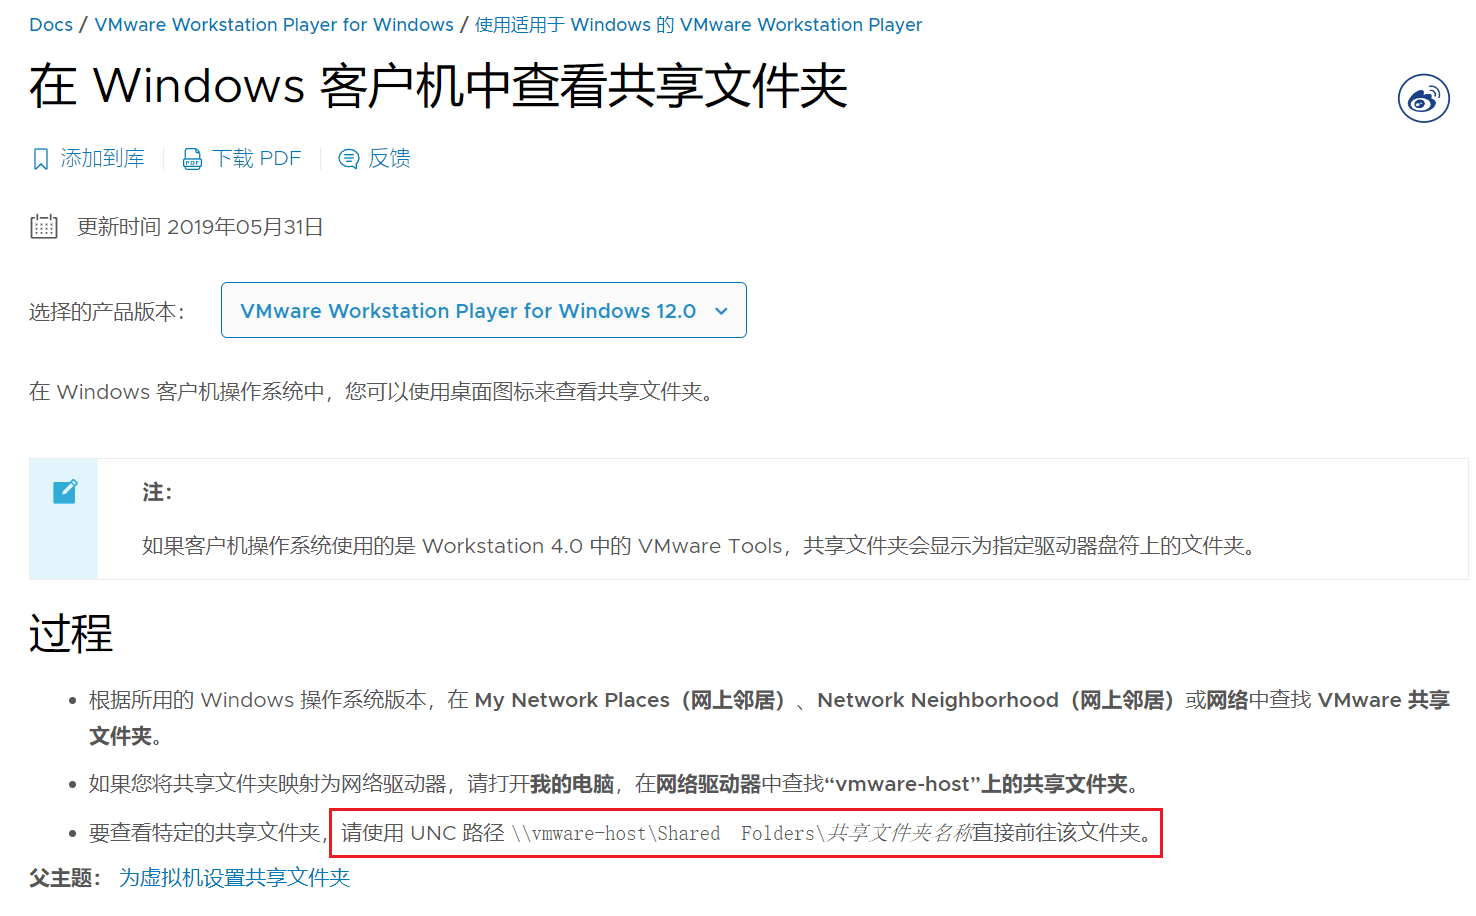 Docs / VMware Workstation Player for Windows / 使用适用于 Windows 的 VMware Workstation Player
在 Windows 客户机中查看共享文件夹
添加到库
下载 PDF
反馈
更新时间 2019年05月31日
选择的产品版本：
VMware Workstation Player for Windows 12.0
在 Windows 客户机操作系统中，您可以使用桌面图标来查看共享文件夹。
注：
如果客户机操作系统使用的是 Workstation 4.0 中的 VMware Tools，共享文件夹会显示为指定驱动器盘符上的文件夹。
过程
• 根据所用的 Windows 操作系统版本，在 My Network Places（网上邻居）、Network Neighborhood（网上邻居）或网络中查找 VMware 共享
文件夹。
• 如果您将共享文件夹映射为网络驱动器，请打开我的电脑，在网络驱动器中查找“vmware-host”上的共享文件夹。
• 要查看特定的共享文件夹，请使用 UNC 路径 \\vmware-host\Shared Folders\共享文件夹名称直接前往该文件夹。
父主题： 为虚拟机设置共享文件夹